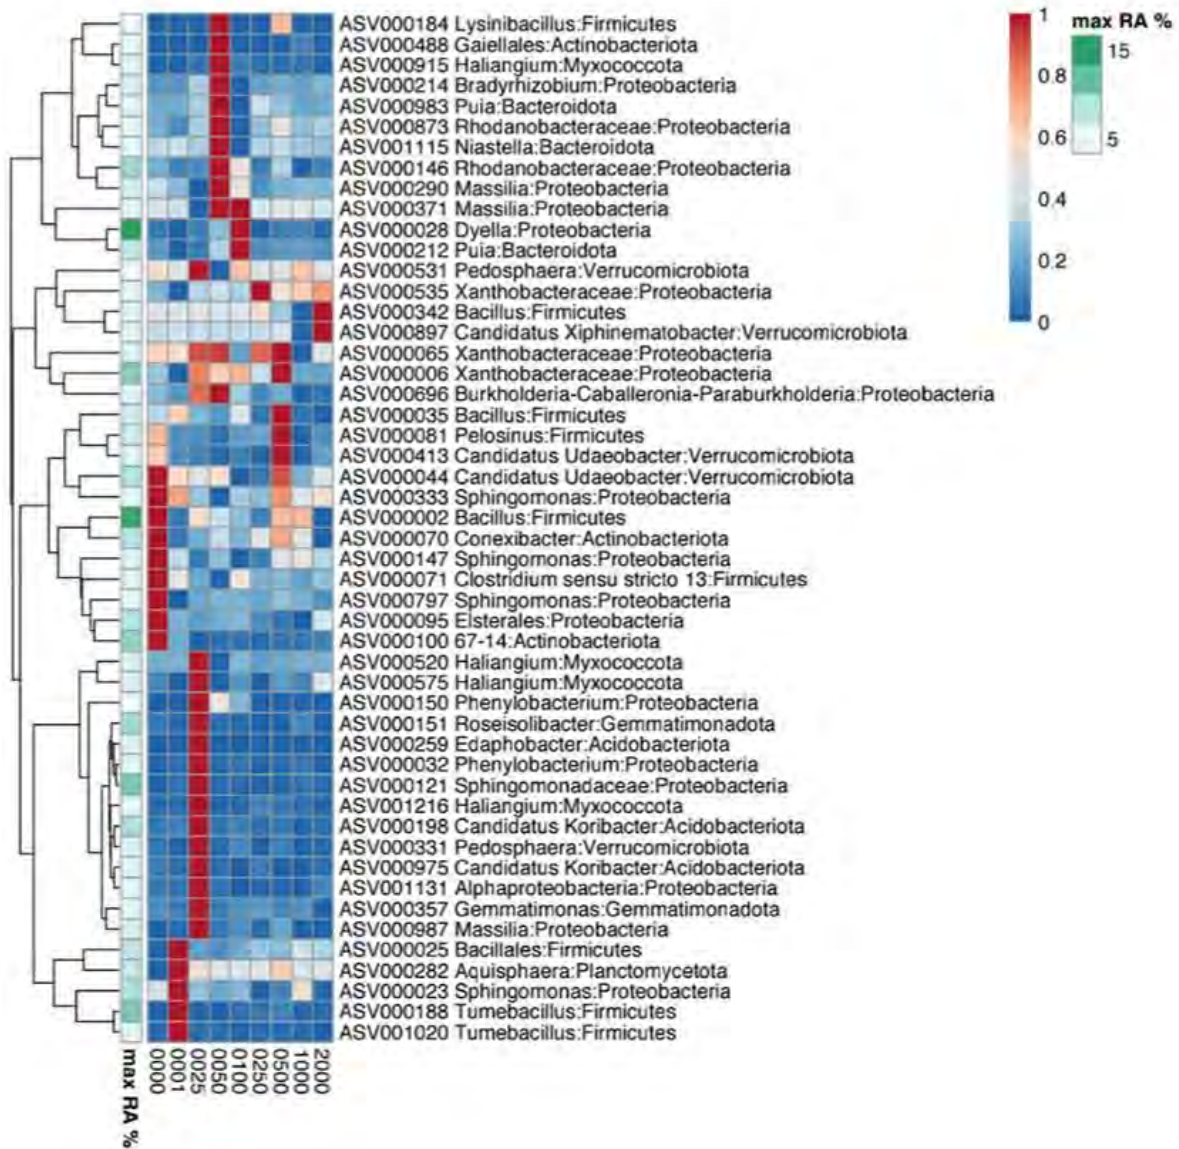 ASV000184 Lysinibacillus:Firmicutes
ASV000488 Gaiellales:Actinobacteriota
ASV000915 Haliangium:Myxococcota
ASV000214 Bradyrhizobium:Proteobacteria
ASV000983 Puia:Bacteroidota
ASV000873 Rhodanobacteraceae:Proteobacteria
ASV001115 Niastella:Bacteroidota
ASV000146 Rhodanobacteraceae:Proteobacteria
ASV000290 Massilia:Proteobacteria
ASV000371 Massilia:Proteobacteria
ASV000028 Dyella:Proteobacteria
ASV000212 Puia:Bacteroidota
ASV000531 Pedosphaera:Verrucomicrobiota
ASV000535 Xanthobacteraceae:Proteobacteria
ASV000342 Bacillus:Firmicutes
ASV000897 Candidatus Xiphinematobacter:Verrucomicrobiota
ASV000065 Xanthobacteraceae:Proteobacteria
ASV000006 Xanthobacteraceae:Proteobacteria
ASV000696 Burkholderia-Caballeronia-Paraburkholderia:Proteobacteria
ASV000035 Bacillus:Firmicutes
ASV000081 Pelosinus:Firmicutes
ASV000413 Candidatus Udaeobacter:Verrucomicrobiota
ASV000044 Candidatus Udaeobacter:Verrucomicrobiota
ASV000333 Sphingomonas:Proteobacteria
ASV000002 Bacillus:Firmicutes
ASV000070 Conexibacter:Actinobacteriota
ASV000147 Sphingomonas:Proteobacteria
ASV000071 Clostridium sensu stricto 13:Firmicutes
ASV000797 Sphingomonas:Proteobacteria
ASV000095 Elsterales:Proteobacteria
ASV000100 67-14:Actinobacteriota
ASV000520 Haliangium:Myxococcota
ASV000575 Haliangium:Myxococcota
ASV000150 Phenylobacterium:Proteobacteria
ASV000151 Roseisolibacter:Gemmatimonadota
ASV000259 Edaphobacter:Acidobacteriota
ASV000032 Phenylobacterium:Proteobacteria
ASV000121 Sphingomonadaceae:Proteobacteria
ASV001216 Haliangium:Myxococcota
ASV000198 Candidatus Koribacter:Acidobacteriota
ASV000331 Pedosphaera:Verrucomicrobiota
ASV000975 Candidatus Koribacter:Acidobacteriota
ASV001131 Alphaproteobacteria:Proteobacteria
ASV000357 Gemmatimonas:Gemmatimonadota
ASV000987 Massilia:Proteobacteria
ASV000025 Bacillales:Firmicutes
ASV000282 Aquisphaera:Planctomycetota
ASV000023 Sphingomonas:Proteobacteria
ASV000188 Tumebacillus:Firmicutes
ASV001020 Tumebacillus:Firmicutes
max RA %
0000
0001
0025
0050
0100
0250
0500
1000
2000
1
0.8
0.6
0.4
0.2
0
max RA %
15
5